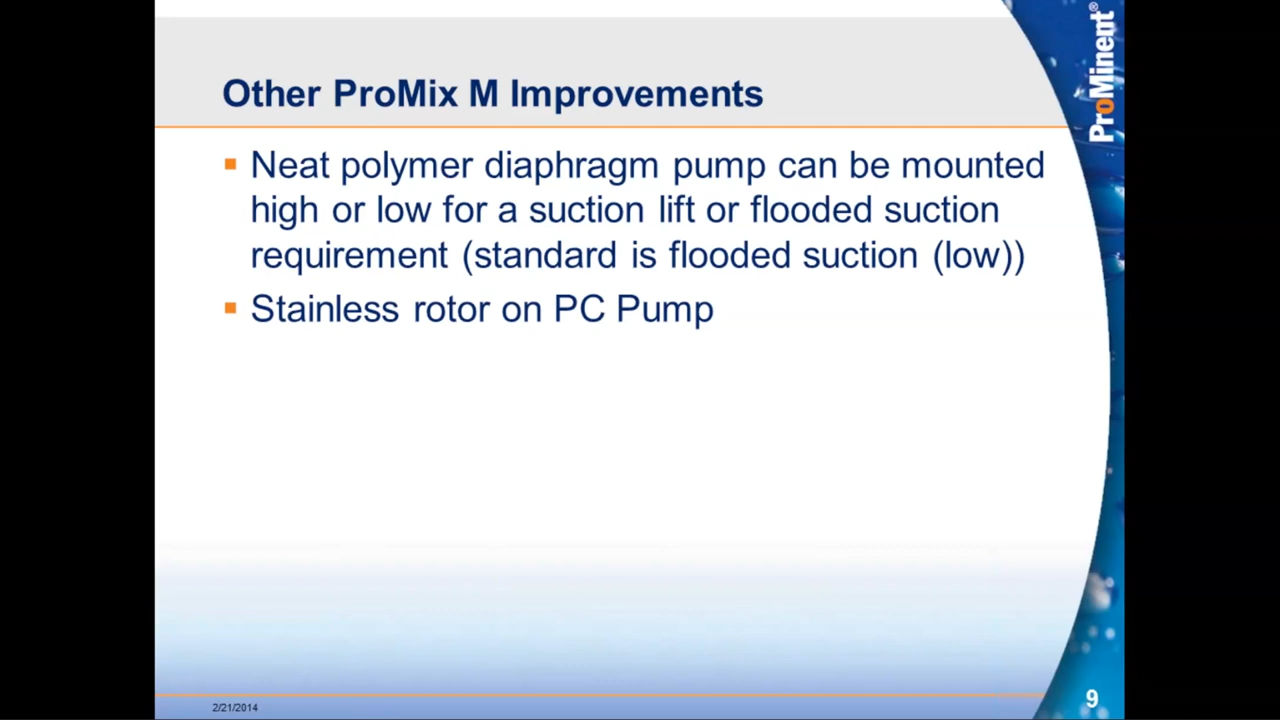 Other ProMix M Improvements
Neat polymer diaphragm pump can be mounted
high or low for a suction lift or flooded suction
requirement (standard is flooded suction (low))
Stainless rotor on PC Pump
ProMinent®
2/21/2014
9